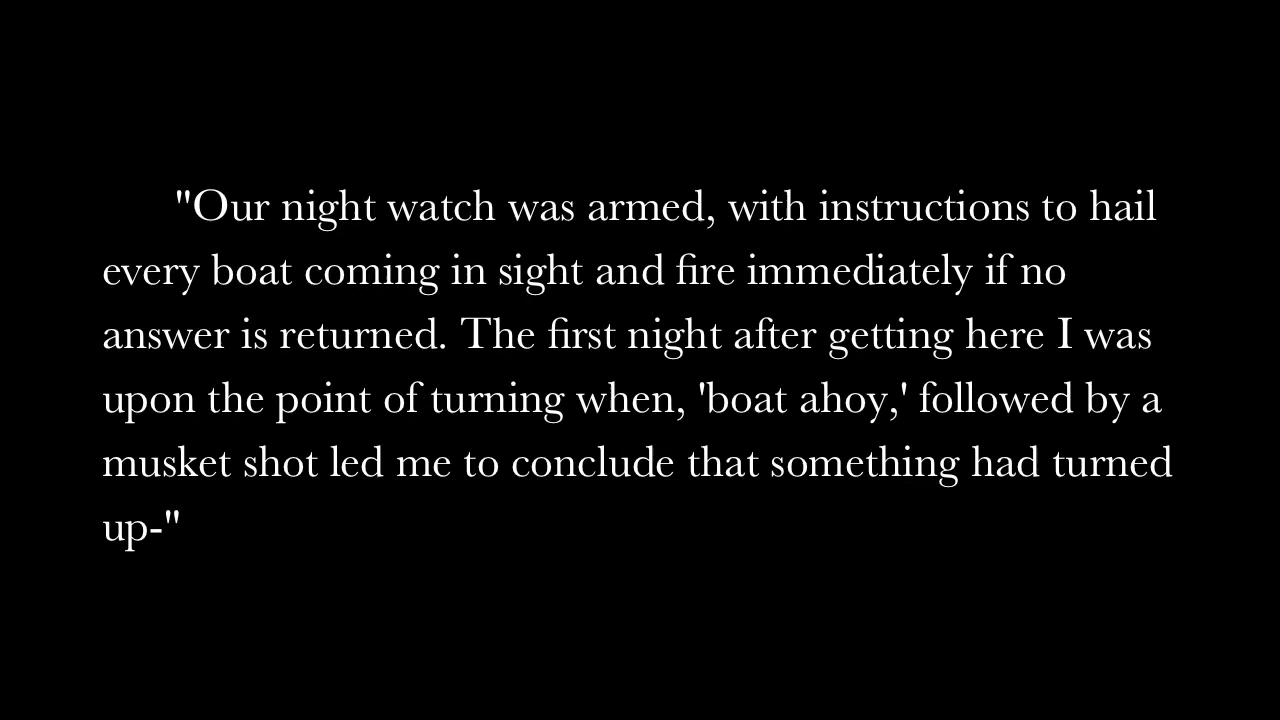 "Our night watch was armed, with instructions to hail
every boat coming in sight and fire immediately if no
answer is returned. The first night after getting here I was
upon the point of turning when, 'boat ahoy,' followed by a
musket shot led me to conclude that something had turned
up-"